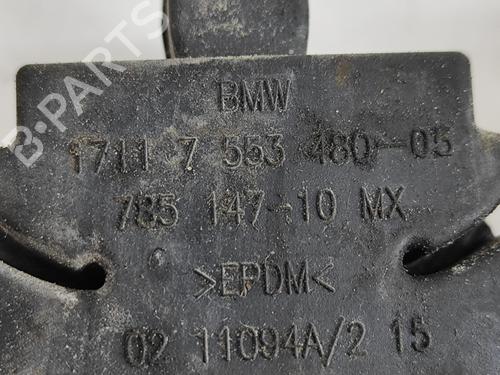 BMW
1711 7 553 480-05
785 147-10 MX
>EPDM<
02 11094A/2 15
B-PARTS